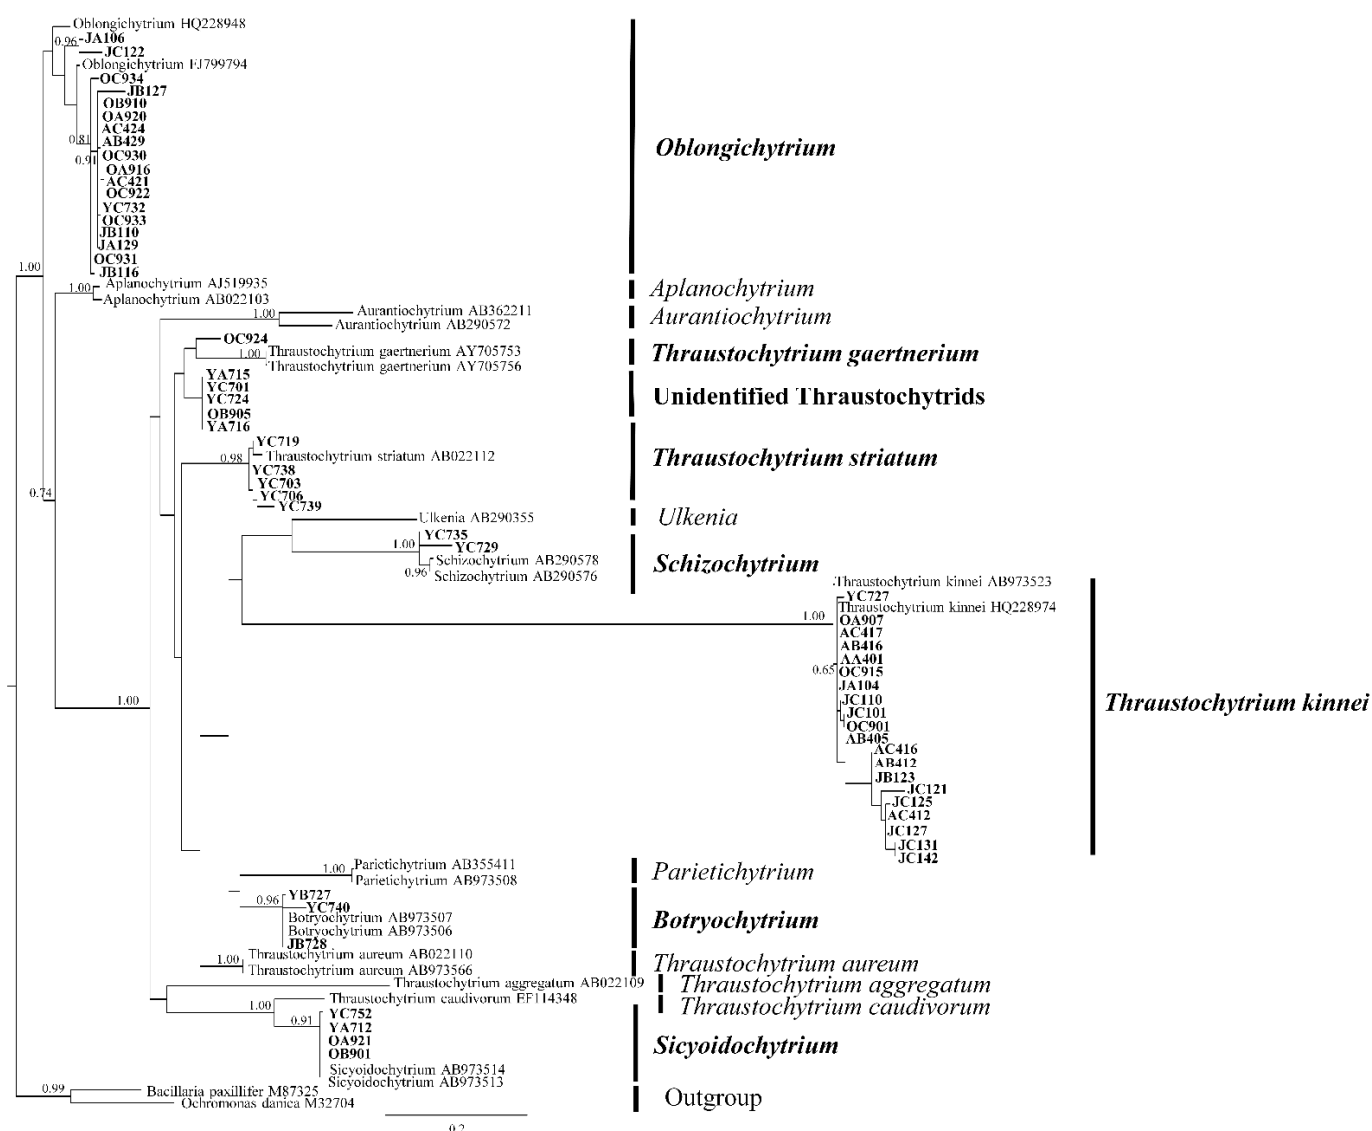 Oblongichytrium HQ228948
0.96
JA106
JC122
Oblongichytrium FJ799794
OC934
JB127
OB910
OA920
AC424
0.81
AB429
Oblongichytrium
0.91
OC930
OA916
AC421
OC922
YC732
OC933
JB110
JA129
OC931
1.00
JB116
Aplanochytrium AJ519935
1.00
Aplanochytrium
Aplanochytrium AB022103
Aurantiochytrium AB362211
1.00
Aurantiochytrium
Aurantiochytrium AB290572
OC924
Thraustochytrium gaertnerium AY705753
1.00
Thraustochytrium gaertnerium
Thraustochytrium gaertnerium AY705756
YA715
YC701
YC724
Unidentified Thraustochytrids
OB905
YA716
YC719
Thraustochytrium striatum AB022112
0.98
Thraustochytrium striatum
YC738
YC703
0.74
YC706
YC739
Ulkenia AB290355
Ulkenia
YC735
1.00
YC729
Schizochytrium AB290578
Schizochytrium
0.96
Schizochytrium AB290576
Thraustochytrium kinnei AB973523
YC727
Thraustochytrium kinnei HQ228974
1.00
OA907
AC417
AB416
AA401
0.65
OC915
JA104
JC110
1.00
Thraustochytrium kinnei
JC101
OC901
AB405
AC416
AB412
JB123
JC121
JC125
AC412
JC127
JC131
JC142
Parietichytrium AB355411
1.00
Parietichytrium
Parietichytrium AB973508
YB727
0.96
YC740
Botryochytrium AB973507
Botryochytrium
Botryochytrium AB973506
JB728
Thraustochytrium aureum AB022110
1.00
Thraustochytrium aureum
Thraustochytrium aureum AB973566
Thraustochytrium aggregatum AB022109
Thraustochytrium aggregatum
Thraustochytrium caudivorum EF114348
Thraustochytrium caudivorum
1.00
YC752
0.91
YA712
OA921
Sicyoidochytrium
OB901
Sicyoidochytrium AB973514
Sicyoidochytrium AB973513
0.99
Bacillaria paxillifer M87325
Outgroup
Ochromonas danica M32704
0.2